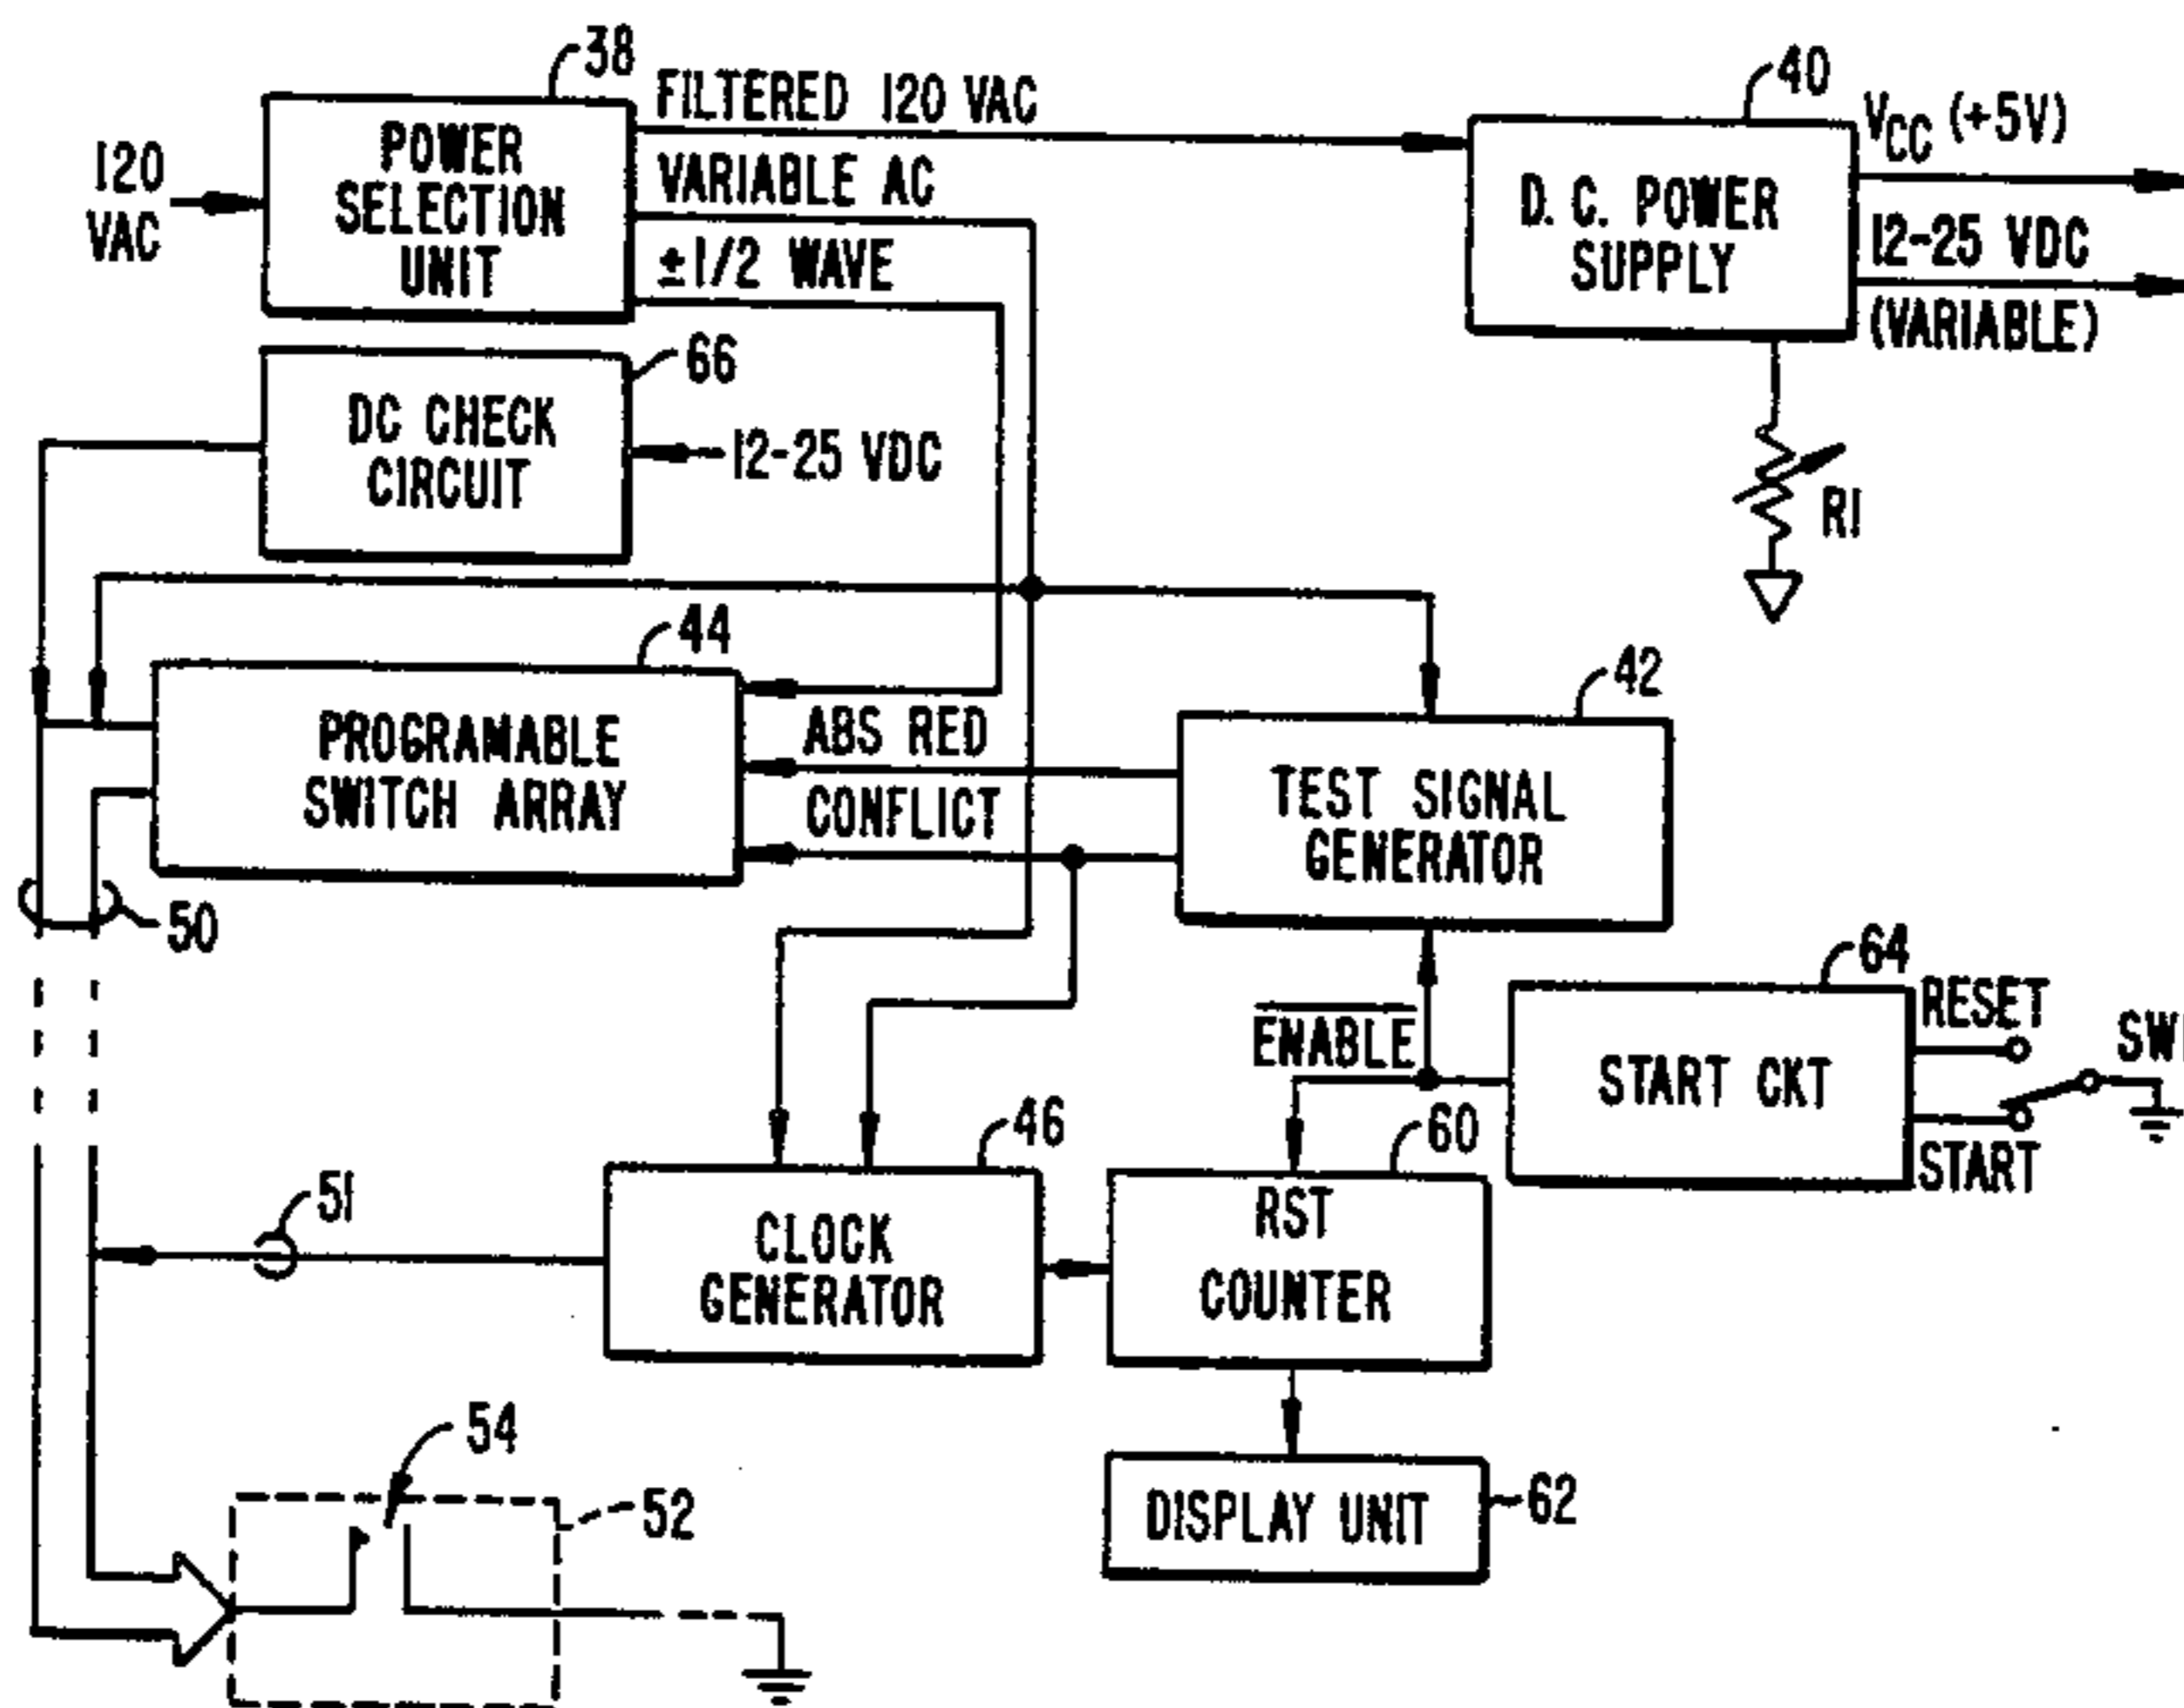 38
FILTERED 120 VAC
40
VCC (+5V)
120
VAC
POWER
SELECTION
UNIT
VARIABLE AC
±1/2 WAVE
D. C. POWER
SUPPLY
12-25 VDC
(VARIABLE)
66
DC CHECK
CIRCUIT
12-25 VDC
R1
44
42
PROGRAMABLE
SWITCH ARRAY
ABS RED
CONFLICT
TEST SIGNAL
GENERATOR
50
64
RESET
ENABLE
START CKT
SW1
START
46
60
51
CLOCK
GENERATOR
RST
COUNTER
54
52
DISPLAY UNIT
62